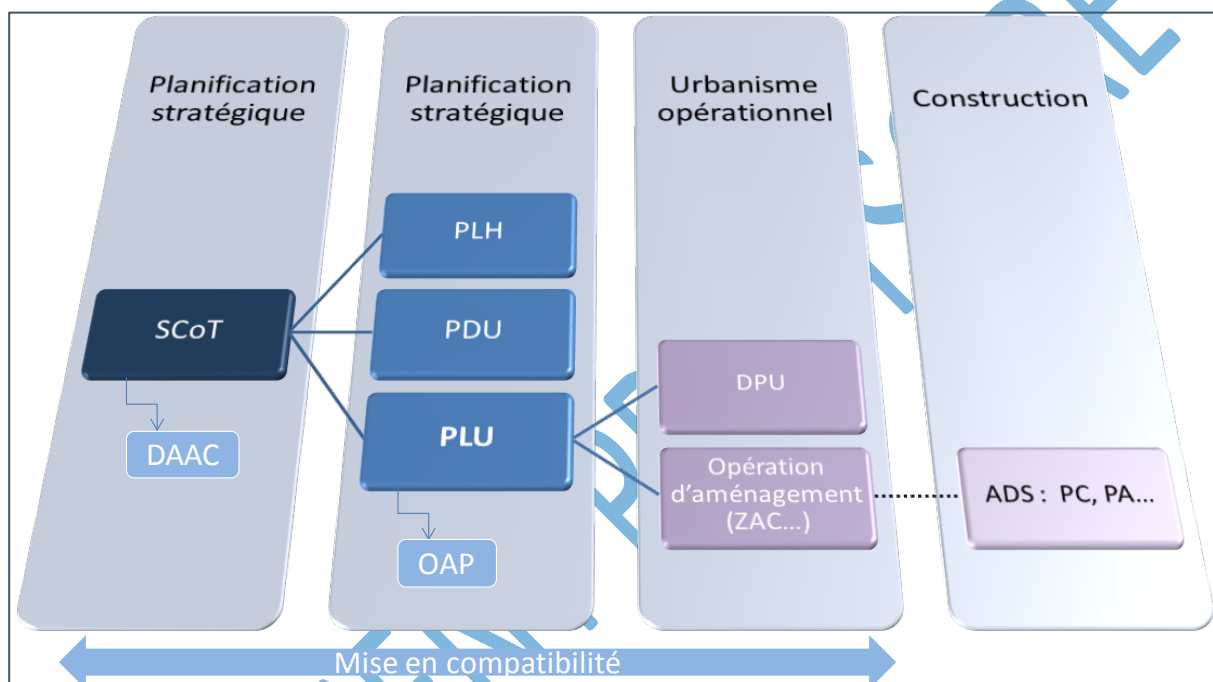 Planification
stratégique
Planification
stratégique
Urbanisme
opérationnel
Construction
PLH
SCoT
PDU
DPU
DAAC
PLU
Opération
d'aménagement
(ZAC...)
ADS : PC, PA...
OAP
Mise en compatibilité